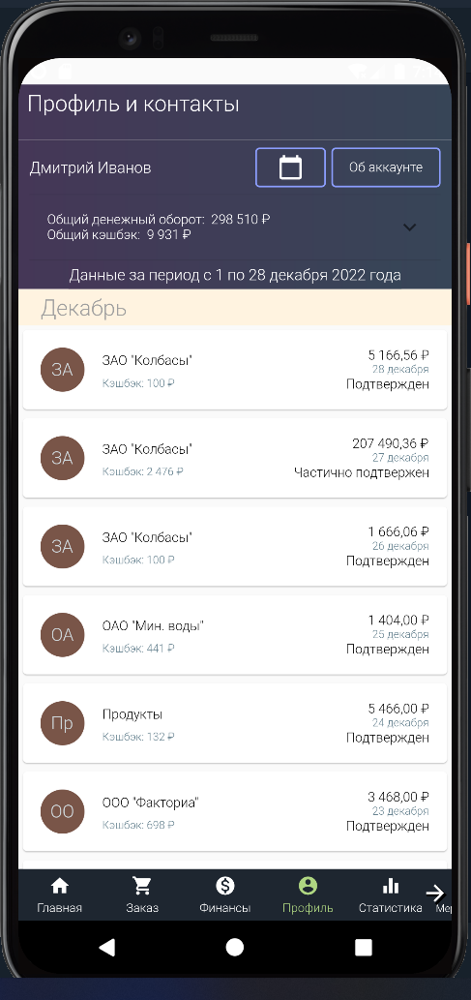 Профиль и контакты
Дмитрий Иванов
Об аккаунте
Общий денежный оборот: 298 510 ₽
Общий кэшбэк: 9 931 ₽
Данные за период с 1 по 28 декабря 2022 года
Декабрь
ЗА
ЗАО "Колбасы"
Кэшбэк: 100 ₽
5 166,56 ₽
28 декабря
Подтвержден
ЗА
ЗАО "Колбасы"
Кэшбэк: 2 476 ₽
207 490,36 ₽
27 декабря
Частично подтвержен
ЗА
ЗАО "Колбасы"
Кэшбэк: 100 ₽
1 666,06 ₽
26 декабря
Подтвержден
ОА
ОАО "Мин. воды"
Кэшбэк: 441 ₽
1 404,00 ₽
25 декабря
Подтвержден
Пр
Продукты
Кэшбэк: 132 ₽
5 466,00 ₽
24 декабря
Подтвержден
ОО
ООО "Факториа"
Кэшбэк: 698 ₽
3 468,00 ₽
23 декабря
Подтвержден
Главная
Заказ
Финансы
Профиль
Статистика